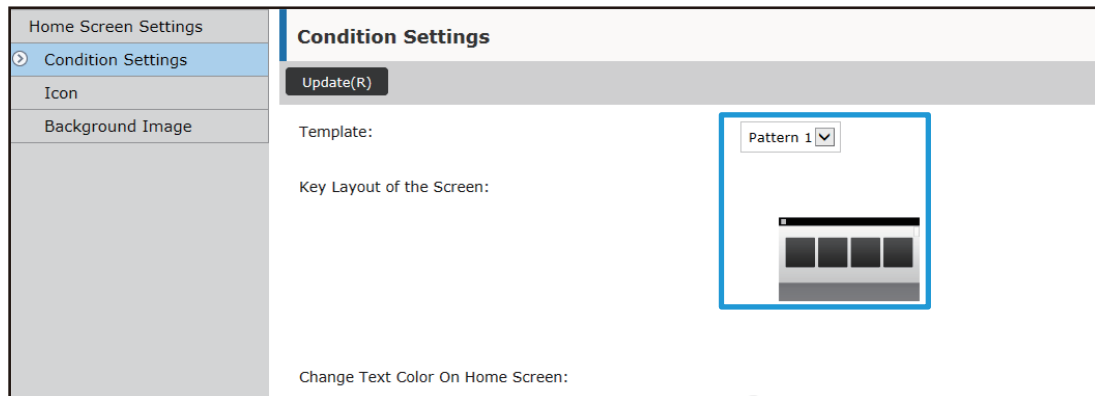 Home Screen Settings
Condition Settings
Icon
Background Image
Condition Settings
Update(R)
Template:
Pattern 1
Key Layout of the Screen:
Change Text Color On Home Screen: